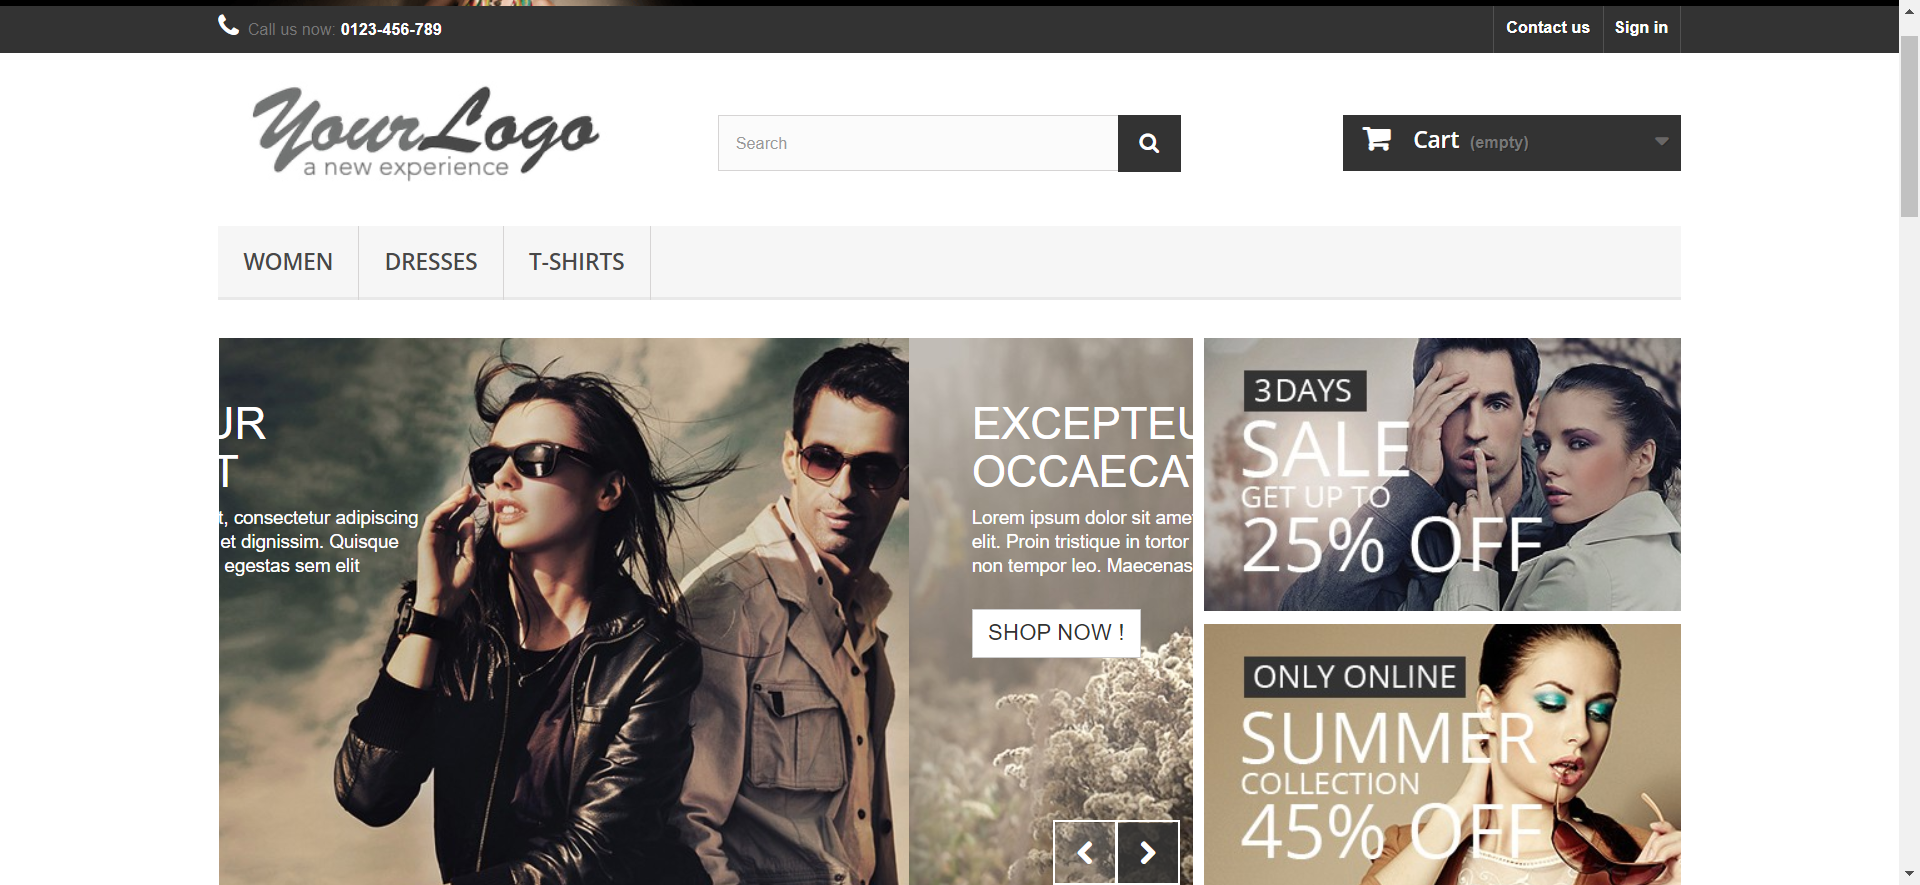 Call us now: 0123-456-789
Contact us
Sign in
YourLogo
a new experience
Search
Cart (empty)
WOMEN
DRESSES
T-SHIRTS
UR
T
t, consectetur adipiscing
et dignissim. Quisque
egestas sem elit
EXCEPTEU
OCCAECAT
Lorem ipsum dolor sit amet
elit. Proin tristique in tortor
non tempor leo. Maecenas
SHOP NOW !
3 DAYS
SALE
GET UP TO
25% OFF
ONLY ONLINE
SUMMER
COLLECTION
45% OFF